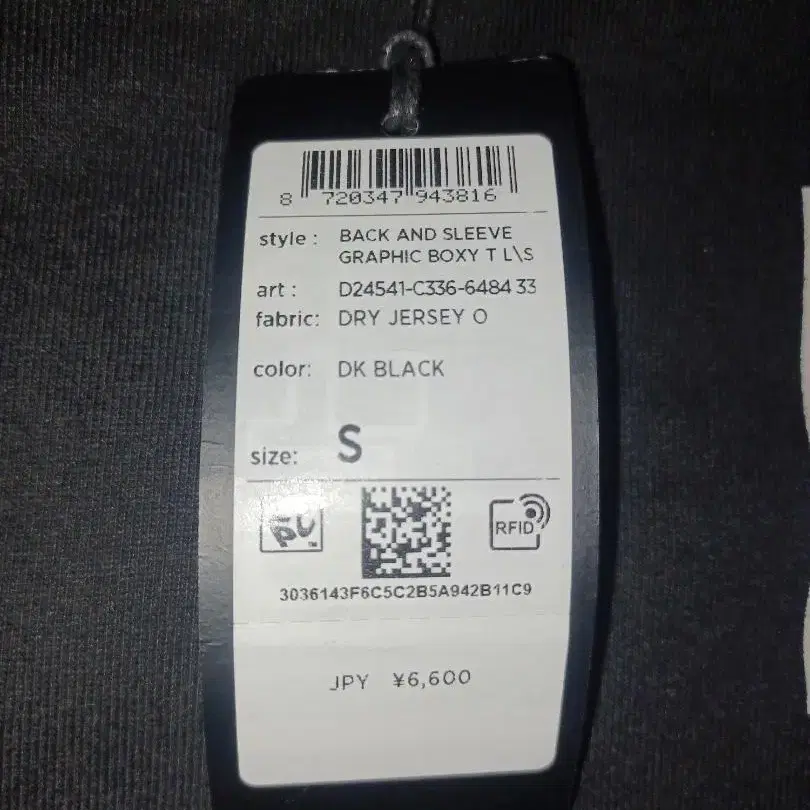 8 720347 943816
style : BACK AND SLEEVE
GRAPHIC BOXY T L\S
art : D24541-C336-6484 33
fabric: DRY JERSEY O
color: DK BLACK
size: S
RFID
3036143F6C5C2B5A942B11C9
JPY ¥6,600